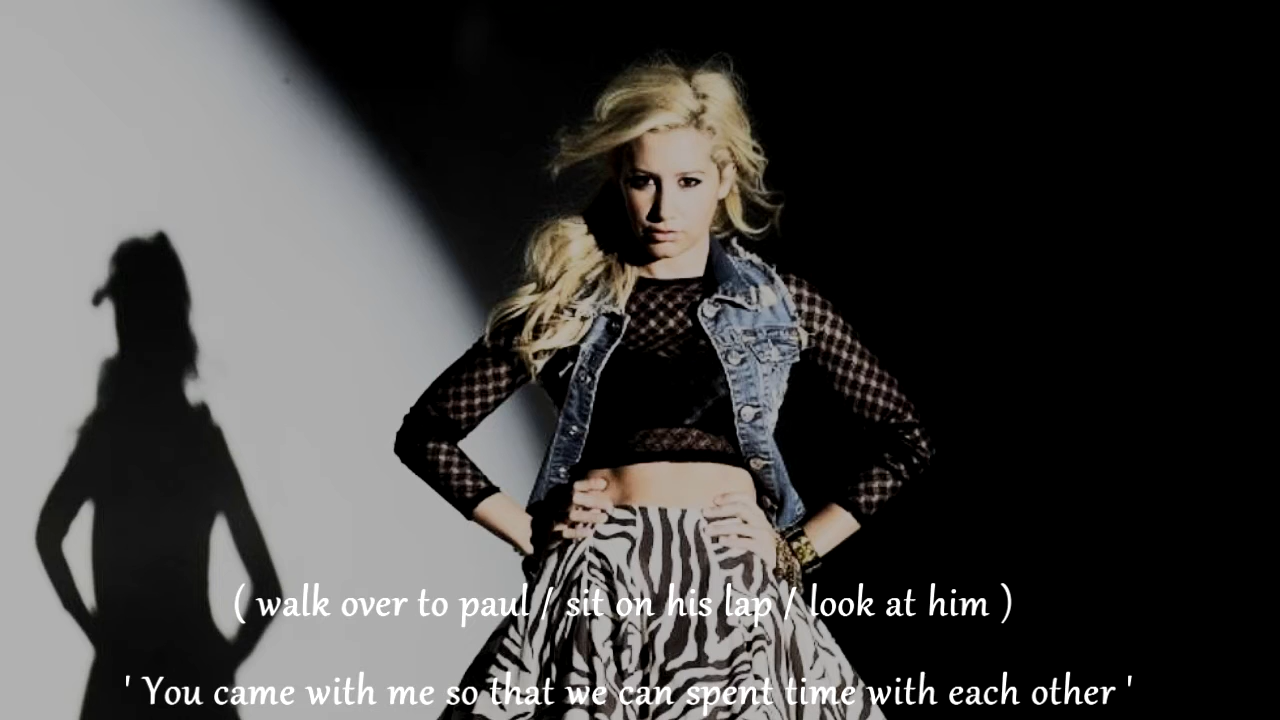 ( walk over to paul / sit on his lap / look at him )
' You came with me so that we can spent time with each other '